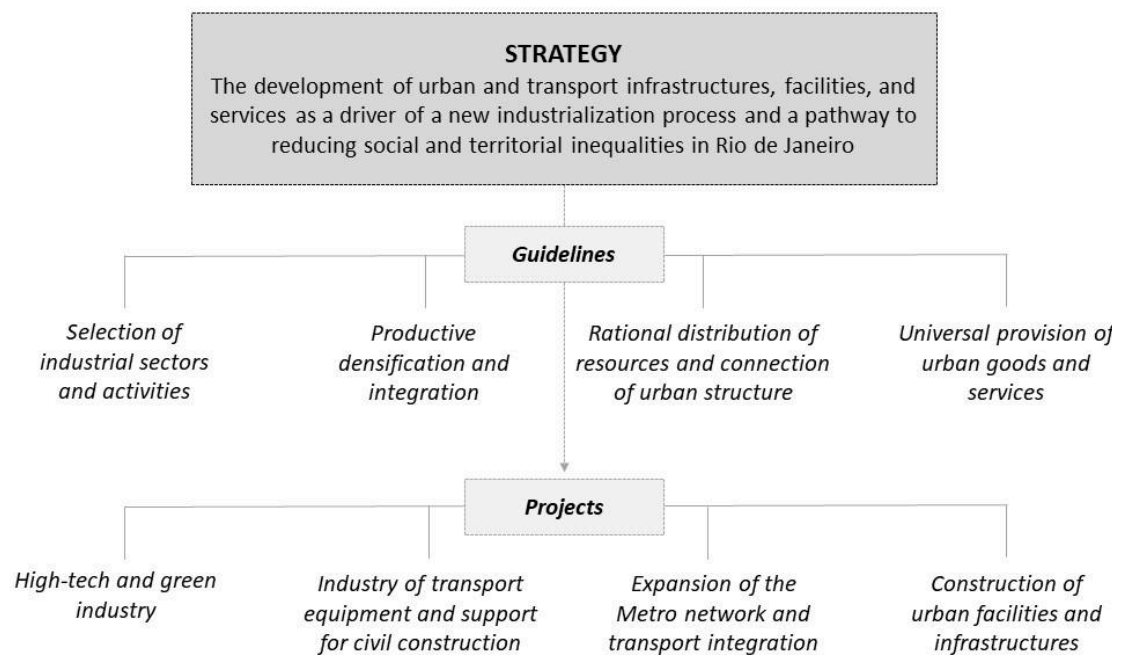 STRATEGY
The development of urban and transport infrastructures, facilities, and
services as a driver of a new industrialization process and a pathway to
reducing social and territorial inequalities in Rio de Janeiro
Guidelines
Selection of
industrial sectors
and activities
Productive
densification and
integration
Rational distribution of
resources and connection
of urban structure
Universal provision of
urban goods and
services
Projects
High-tech and green
industry
Industry of transport
equipment and support
for civil construction
Expansion of the
Metro network and
transport integration
Construction of
urban facilities and
infrastructures